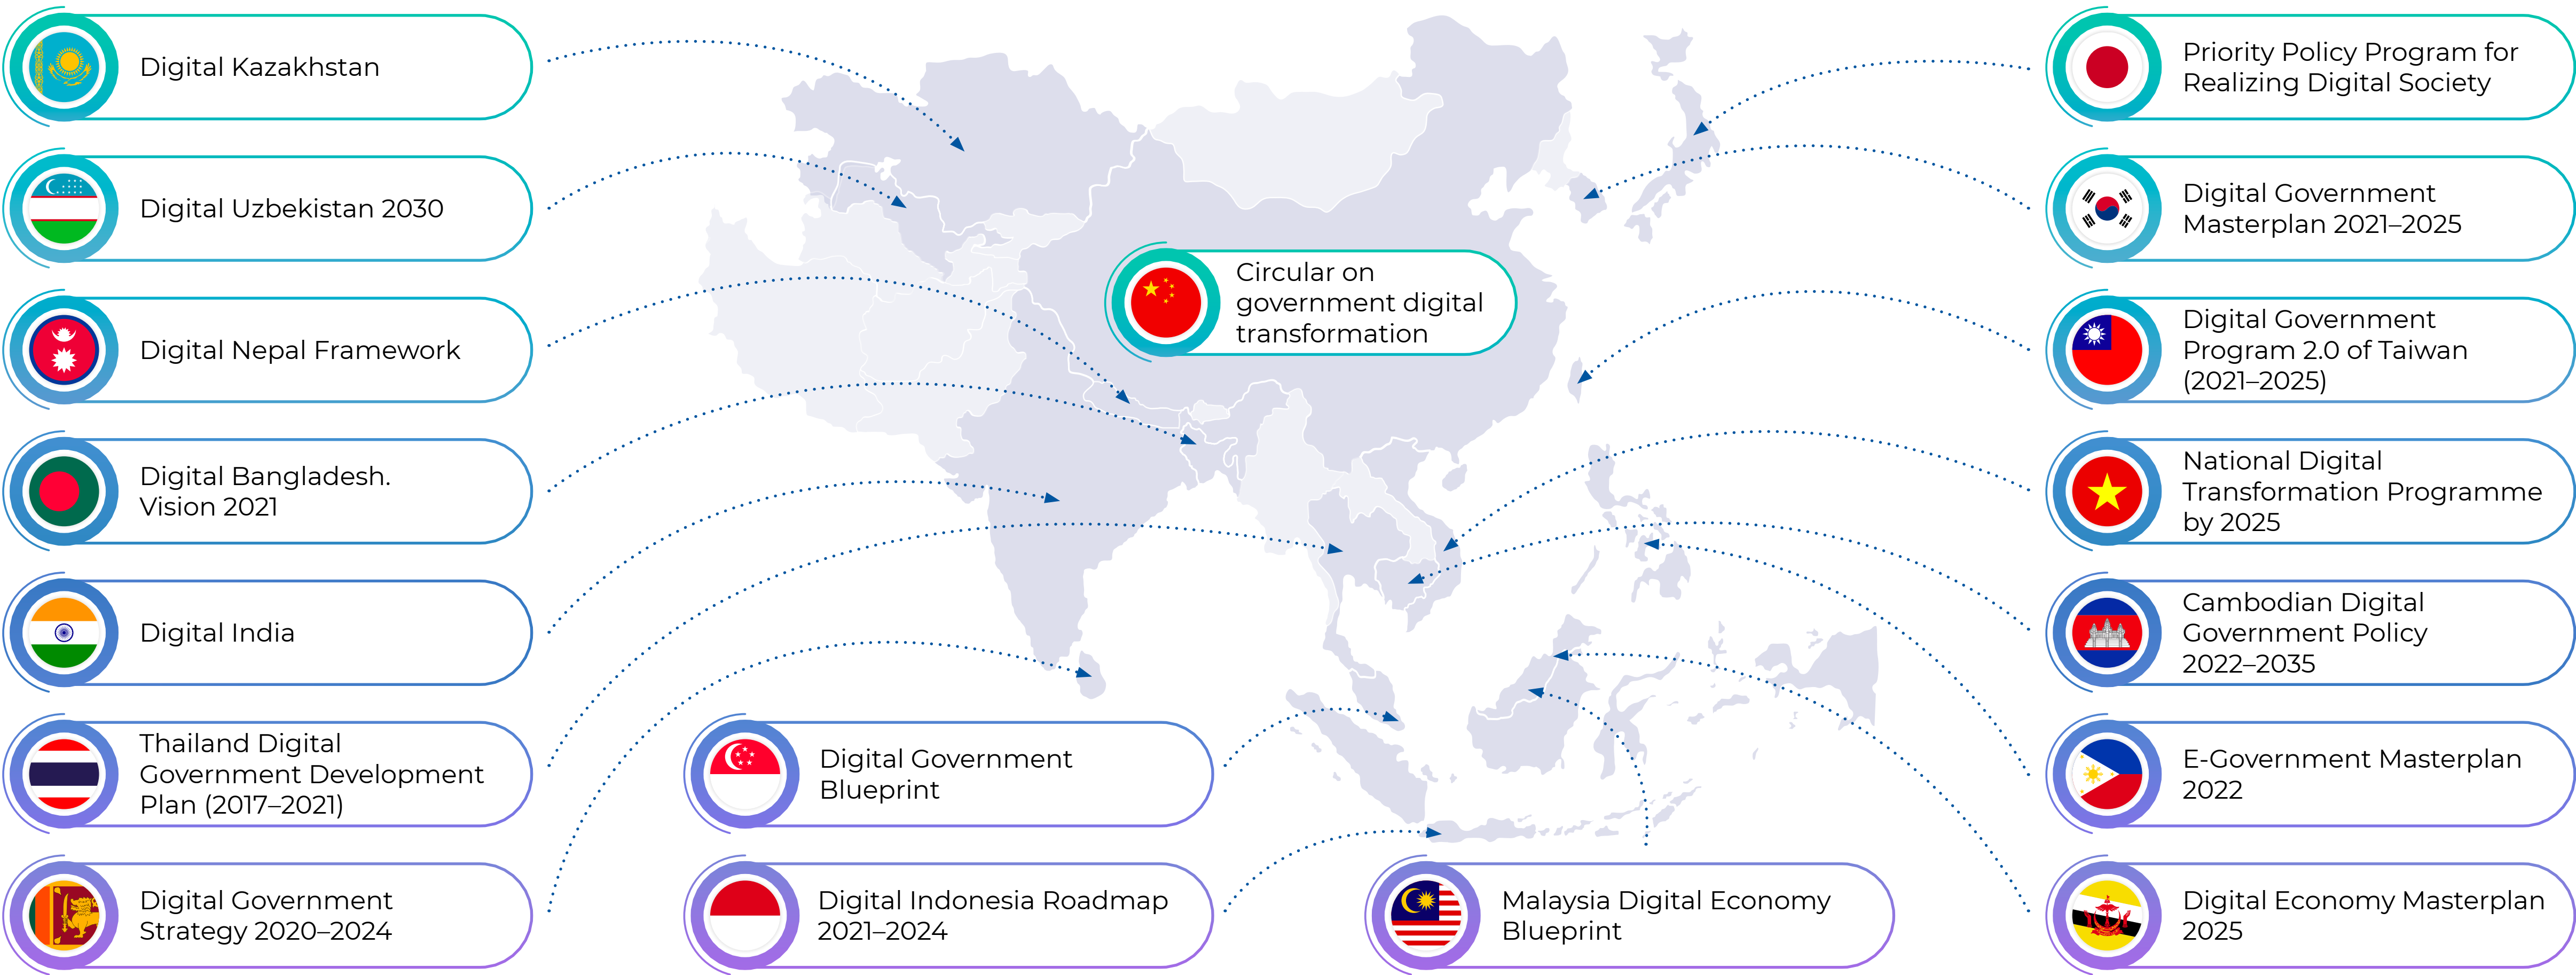 Digital Kazakhstan
Digital Uzbekistan 2030
Digital Nepal Framework
Digital Bangladesh.
Vision 2021
Digital India
Thailand Digital
Government Development
Plan (2017–2021)
Digital Government
Strategy 2020–2024
Circular on
government digital
transformation
Digital Government
Blueprint
Digital Indonesia Roadmap
2021–2024
Malaysia Digital Economy
Blueprint
Priority Policy Program for
Realizing Digital Society
Digital Government
Masterplan 2021–2025
Digital Government
Program 2.0 of Taiwan
(2021–2025)
National Digital
Transformation Programme
by 2025
Cambodian Digital
Government Policy
2022–2035
E-Government Masterplan
2022
Digital Economy Masterplan
2025